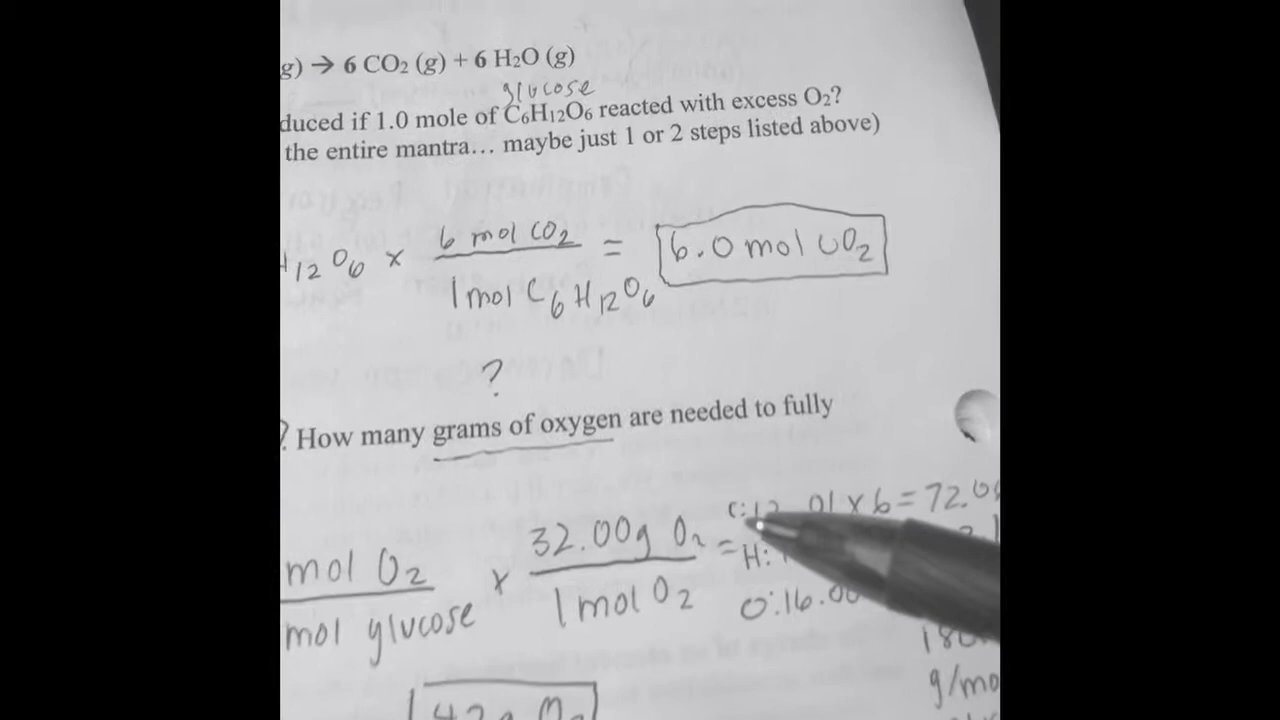 g) → 6 CO₂ (g) + 6 H₂O (g)
glucose
duced if 1.0 mole of C₆H₁₂O₆ reacted with excess O₂?
the entire mantra… maybe just 1 or 2 steps listed above)
H₁₂O₆ x 6 mol CO₂ = 6.0 mol CO₂
1 mol C₆H₁₂O₆
?
? How many grams of oxygen are needed to fully
C: 12.01 x 6 = 72.0
mol O₂ x 32.00g O₂ =
H:
mol glucose 1 mol O₂
O: 16.00
180
g/mo
42g O₂